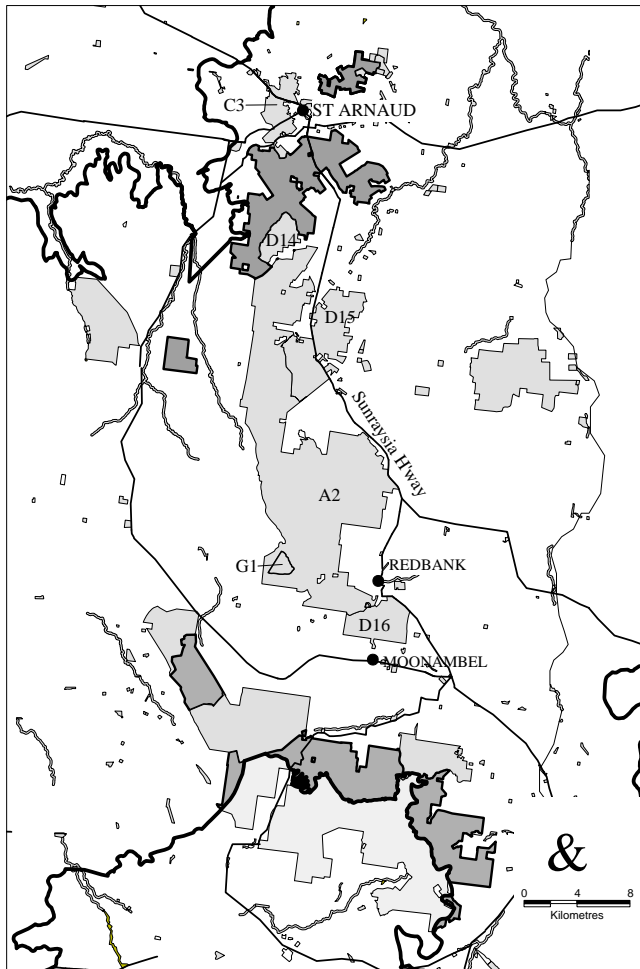 C3
ST ARNAUD
D14
D15
Sunraysia H'way
A2
G1
REDBANK
D16
MOONAMBEL
&
0 4 8
Kilometres